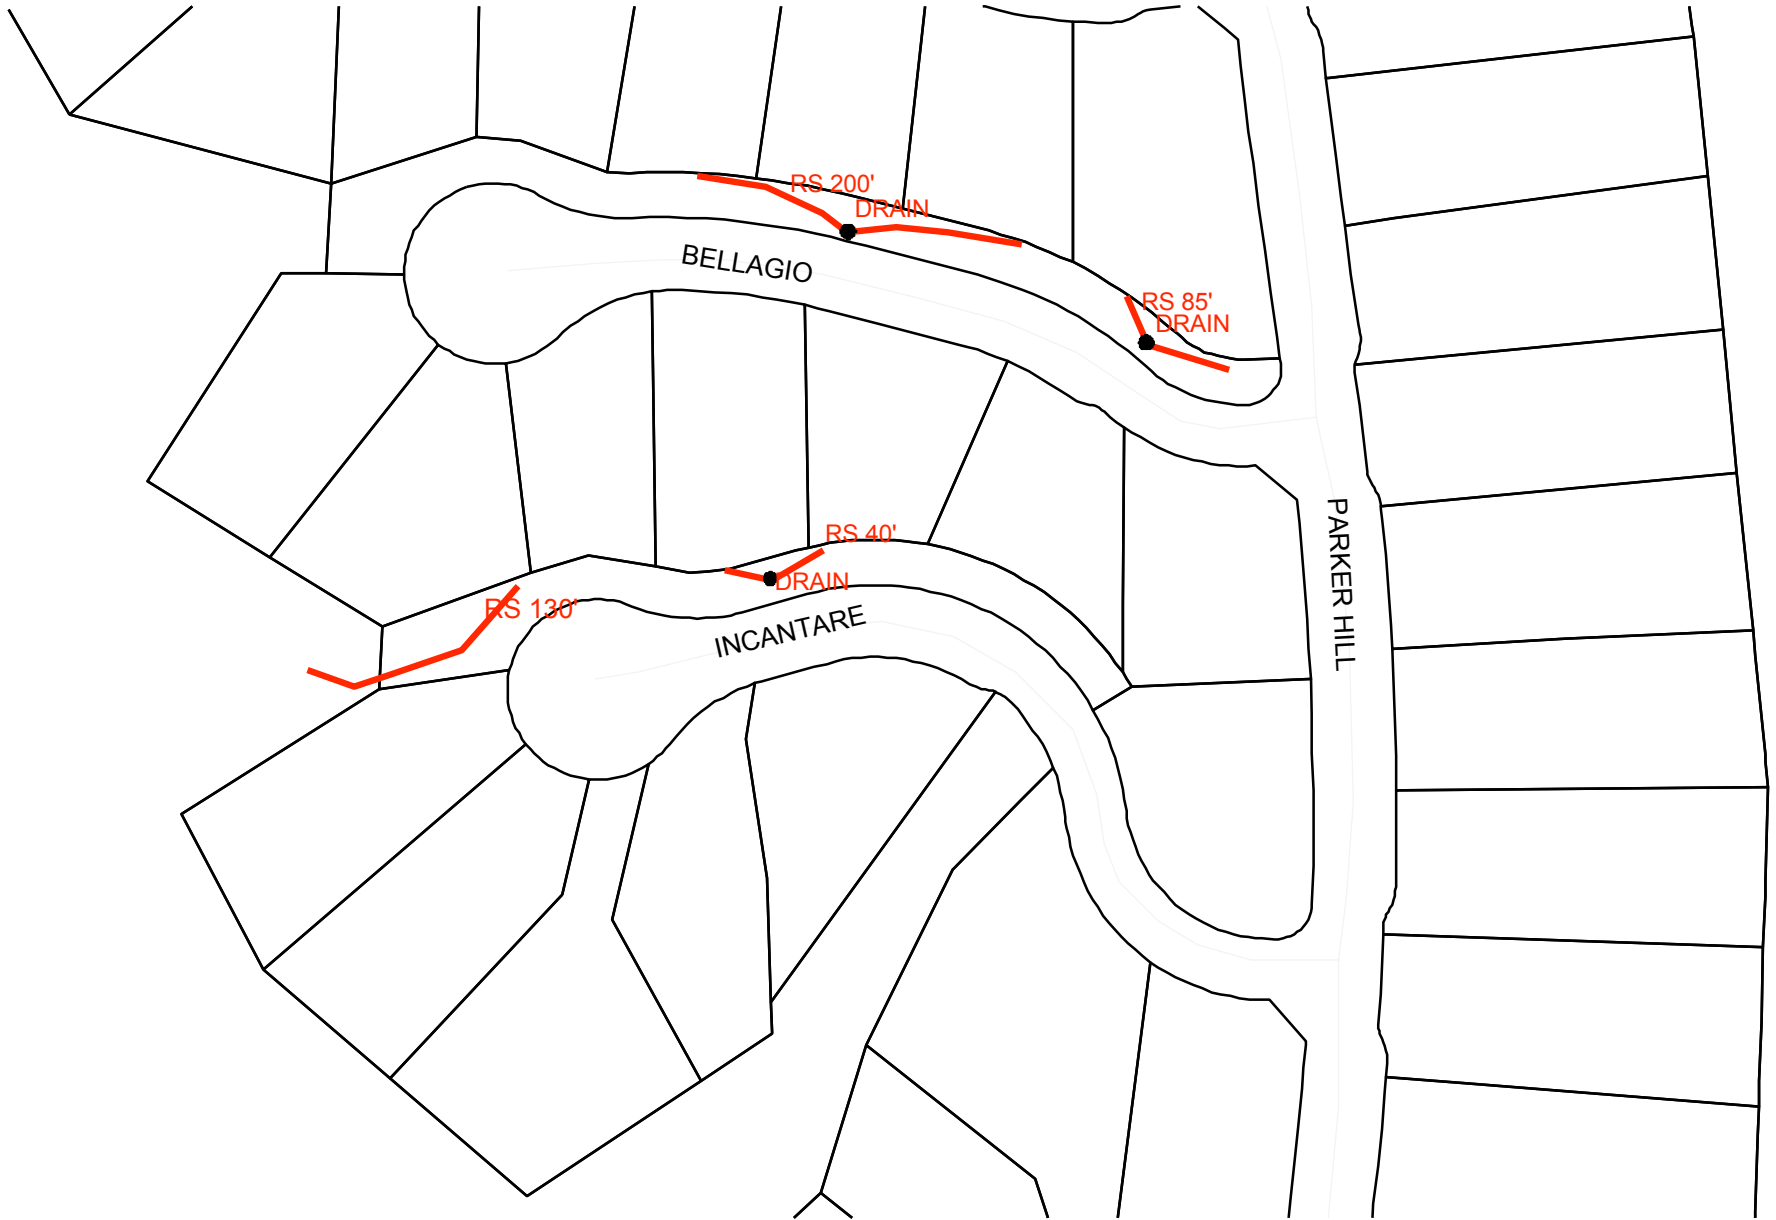 RS 200'
DRAIN
BELLAGIO
RS 85'
DRAIN
PARKER HILL
RS 40'
DRAIN
RS 130'
INCANTARE